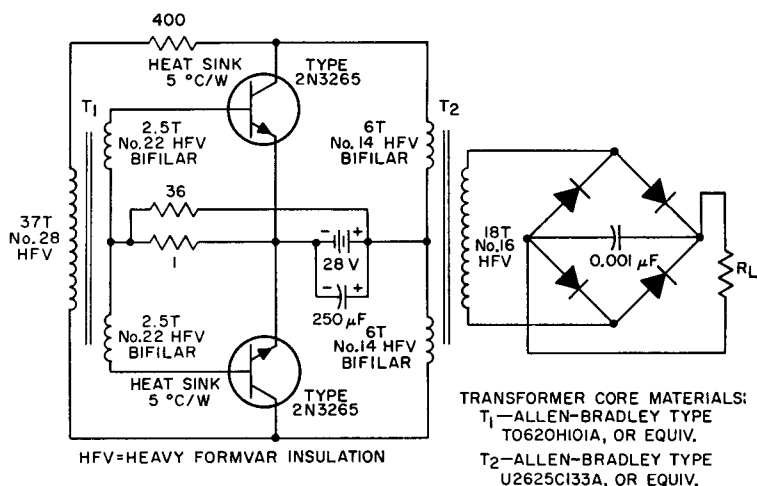 400
HEAT SINK
5 °C/W
TYPE
2N3265
T1
T2
2.5T
No.22 HFV
BIFILAR
6T
No.14 HFV
BIFILAR
37T
No.28
HFV
36
1
- +
28 V
- +
250 µF
18T
No.16
HFV
0.001 µF
RL
2.5T
No.22 HFV
BIFILAR
6T
No.14 HFV
BIFILAR
HEAT SINK
5 °C/W
TYPE
2N3265
HFV=HEAVY FORMVAR INSULATION
TRANSFORMER CORE MATERIALS:
T1—ALLEN-BRADLEY TYPE
T0620H101A, OR EQUIV.
T2—ALLEN-BRADLEY TYPE
U2625C133A, OR EQUIV.